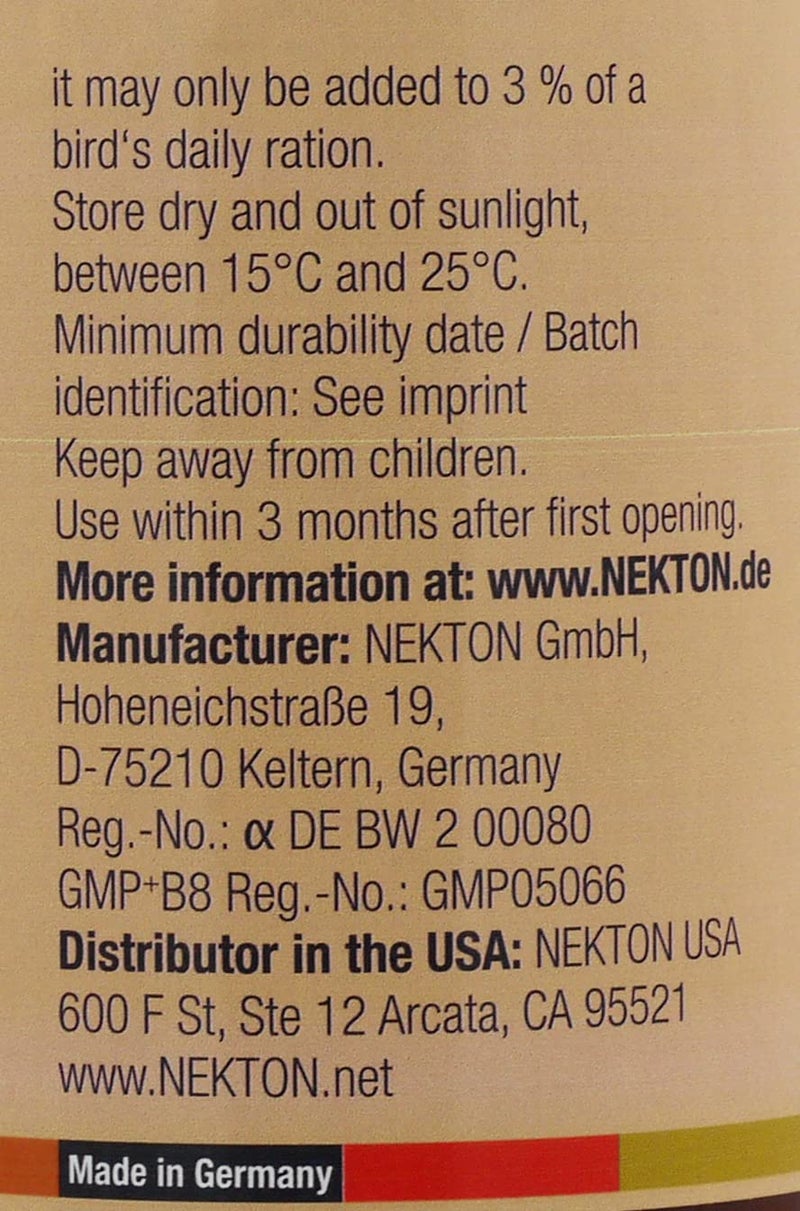 it may only be added to 3 % of a
bird‘s daily ration.
Store dry and out of sunlight,
between 15°C and 25°C.
Minimum durability date / Batch
identification: See imprint
Keep away from children.
Use within 3 months after first opening.
More information at: www.NEKTON.de
Manufacturer: NEKTON GmbH,
Hoheneichstraße 19,
D-75210 Keltern, Germany
Reg.-No.: α DE BW 2 00080
GMP⁺B8 Reg.-No.: GMP05066
Distributor in the USA: NEKTON USA
600 F St, Ste 12 Arcata, CA 95521
www.NEKTON.net
Made in Germany